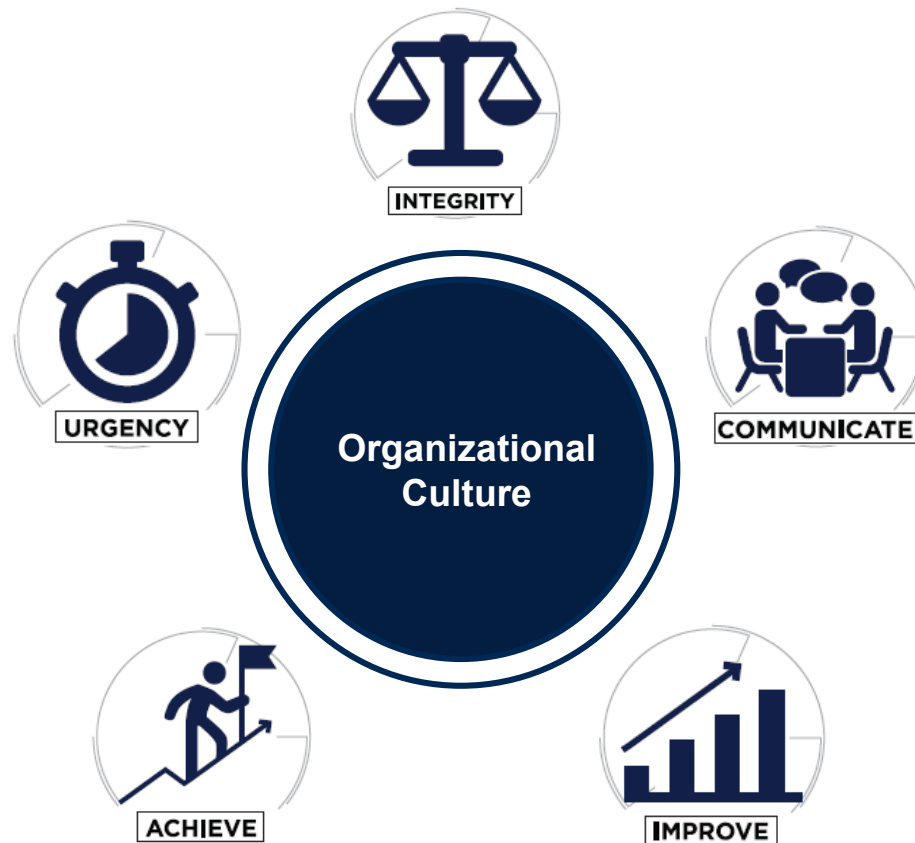 INTEGRITY
URGENCY
COMMUNICATE
Organizational
Culture
ACHIEVE
IMPROVE